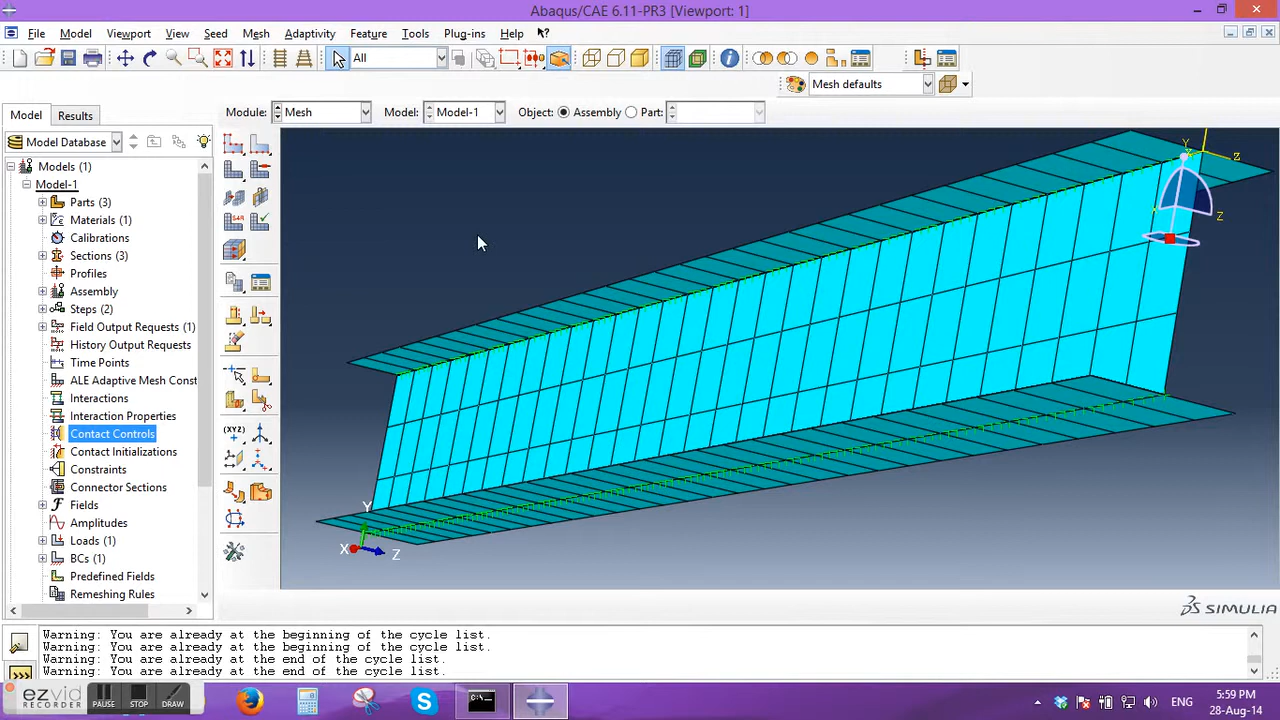 Abaqus/CAE 6.11-PR3 [Viewport: 1]
File Model Viewport View Seed Mesh Adaptivity Feature Tools Plug-ins Help
All
Mesh defaults
Model Results
Module: Mesh Model: Model-1 Object: Assembly Part:
Model Database
Models (1)
Model-1
Parts (3)
Materials (1)
Calibrations
Sections (3)
Profiles
Assembly
Steps (2)
Field Output Requests (1)
History Output Requests
Time Points
ALE Adaptive Mesh Const
Interactions
Interaction Properties
Contact Controls
Contact Initializations
Constraints
Connector Sections
Fields
Amplitudes
Loads (1)
BCs (1)
Predefined Fields
Remeshing Rules
(XYZ)
Y
Z
Z
Y
X
Z
SIMULIA
Warning: You are already at the beginning of the cycle list.
Warning: You are already at the beginning of the cycle list.
Warning: You are already at the end of the cycle list.
Warning: You are already at the end of the cycle list.
>>>
ezvid
RECORDER
PAUSE STOP DRAW
ENG
5:59 PM
28-Aug-14